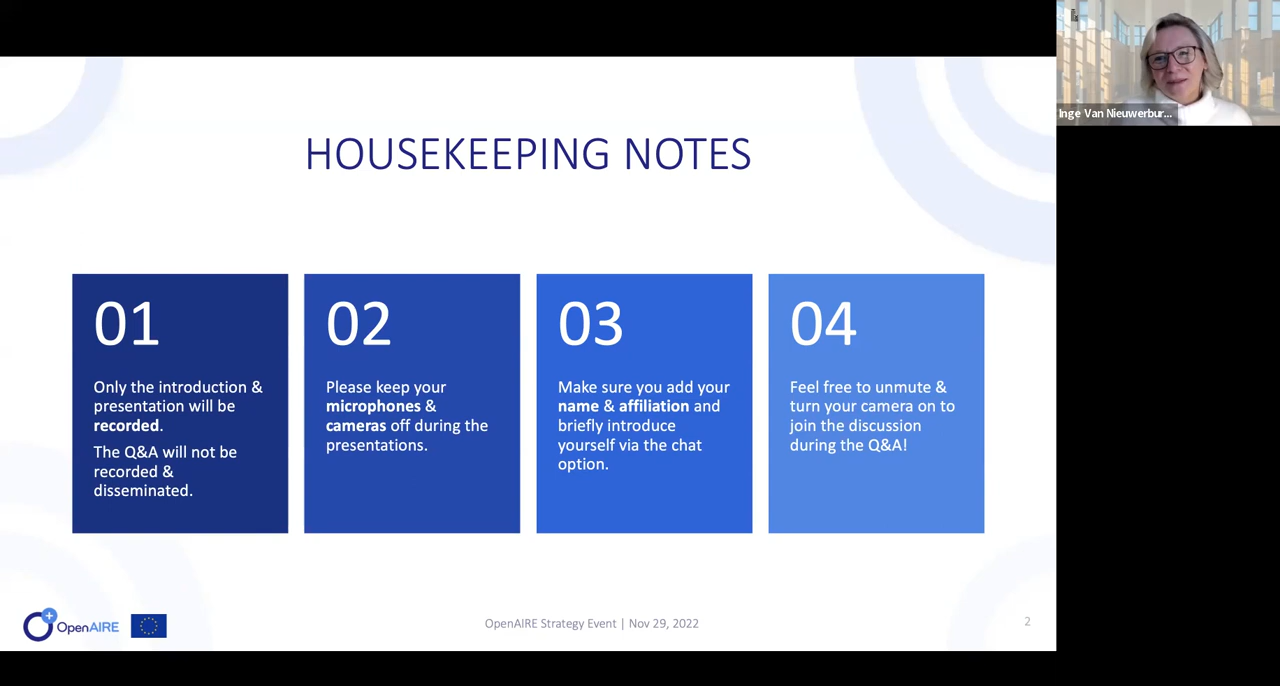 Inge Van Nieuwerbur...
HOUSEKEEPING NOTES
01
Only the introduction &
presentation will be
recorded.
The Q&A will not be
recorded &
disseminated.
02
Please keep your
microphones &
cameras off during the
presentations.
03
Make sure you add your
name & affiliation and
briefly introduce
yourself via the chat
option.
04
Feel free to unmute &
turn your camera on to
join the discussion
during the Q&A!
OpenAIRE
OpenAIRE Strategy Event | Nov 29, 2022
2